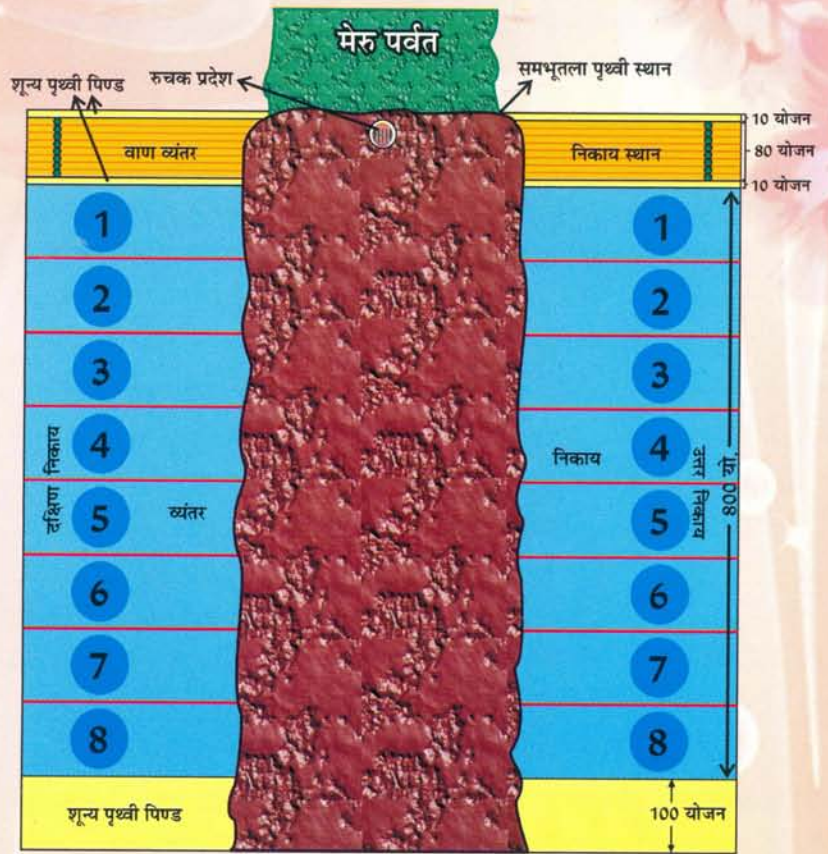 मेरु पर्वत
शून्य पृथ्वी पिण्ड
रुचक प्रदेश
समभूतला पृथ्वी स्थान
वाण व्यंतर
निकाय स्थान
10 योजन
80 योजन
10 योजन
1
1
2
2
3
3
4
निकाय
4
5
व्यंतर
5
दक्षिण निकाय
उत्तर निकाय
800
6
6
7
7
8
8
शून्य पृथ्वी पिण्ड
100 योजन